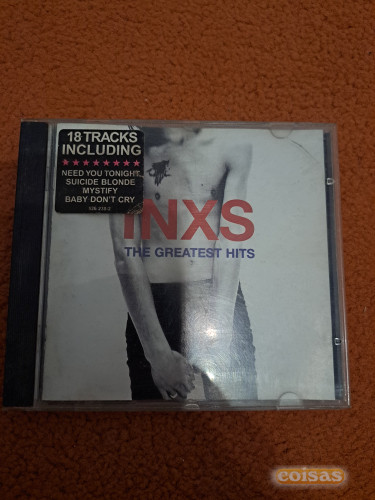 18 TRACKS
INCLUDING
NEED YOU TONIGHT
SUICIDE BLONDE
MYSTIFY
BABY DON'T CRY
INXS
THE GREATEST HITS
coisas